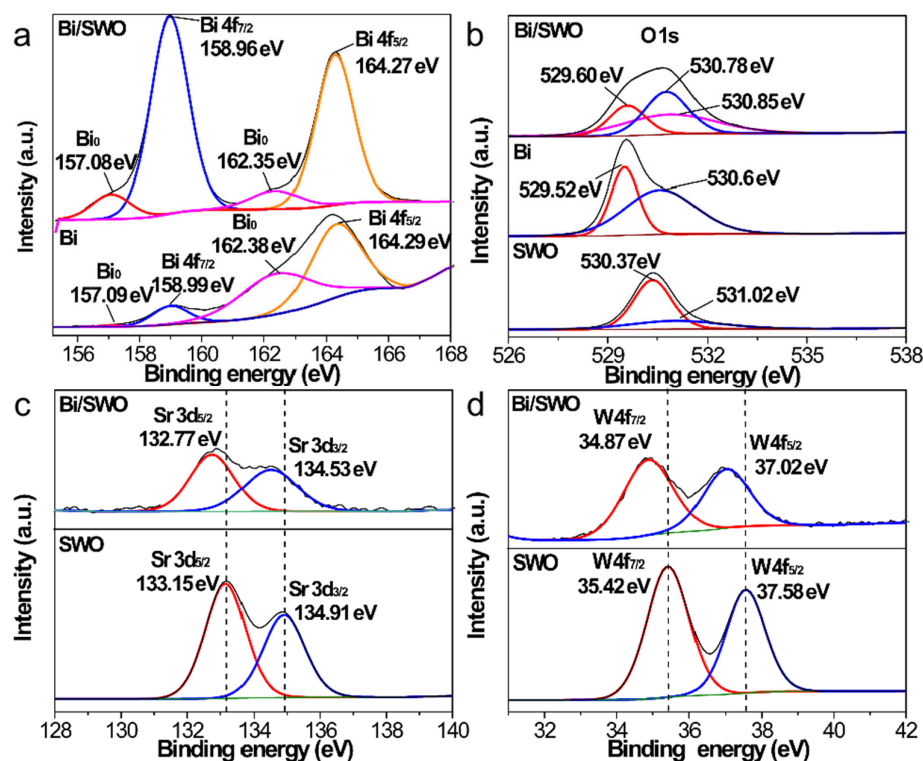 a
Bi/SWO
Bi 4f7/2
158.96 eV
Bi 4f5/2
164.27 eV
Bi0
157.08 eV
Bi0
162.35 eV
Bi
Bi0
162.38 eV
Bi 4f5/2
164.29 eV
Bi0
157.09 eV
Bi 4f7/2
158.99 eV
Intensity (a.u.)
156 158 160 162 164 166 168
Binding energy (eV)
b
Bi/SWO
O1s
529.60 eV
530.78 eV
530.85 eV
Bi
529.52 eV
530.6 eV
SWO
530.37 eV
531.02 eV
Intensity (a.u.)
526 529 532 535 538
Binding energy (eV)
c
Bi/SWO
Sr 3d5/2
132.77 eV
Sr 3d3/2
134.53 eV
SWO
Sr 3d5/2
133.15 eV
Sr 3d3/2
134.91 eV
Intensity (a.u.)
128 130 132 134 136 138 140
Binding energy (eV)
d
Bi/SWO
W4f7/2
34.87 eV
W4f5/2
37.02 eV
SWO
W4f7/2
35.42 eV
W4f5/2
37.58 eV
Intensity (a.u.)
32 34 36 38 40 42
Binding energy (eV)